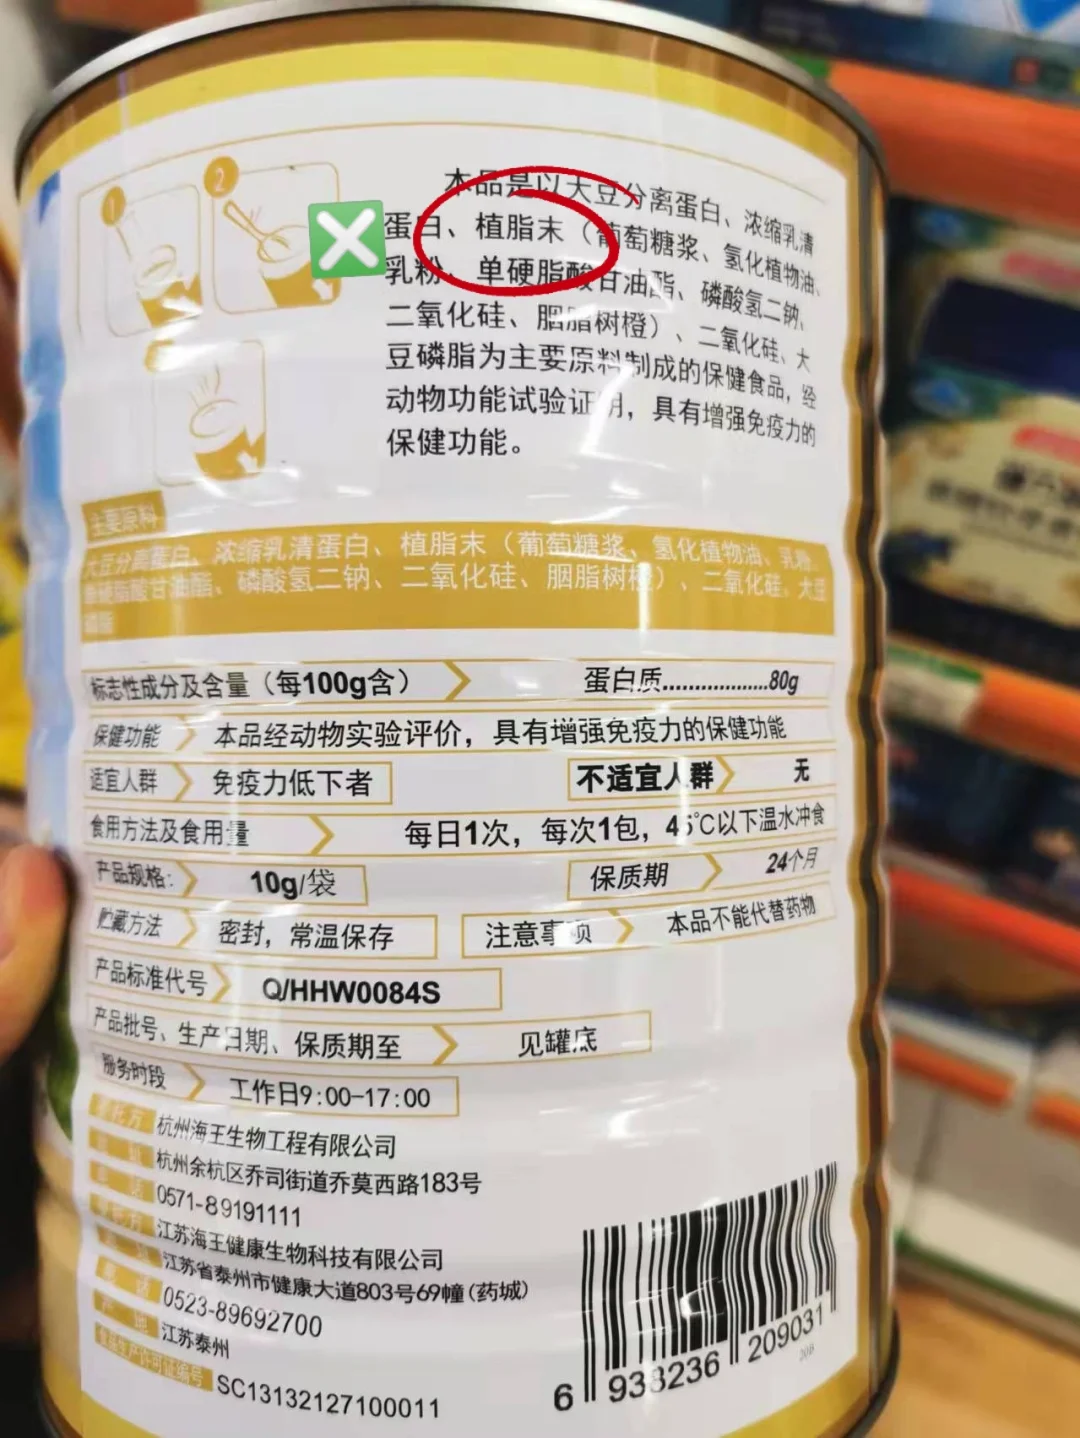 1
2
本品是以大豆分离蛋白、浓缩乳清
蛋白、植脂末（葡萄糖浆、氢化植物油、
乳粉、单硬脂酸甘油酯、磷酸氢二钠、
二氧化硅、胭脂树橙）、二氧化硅、大
豆磷脂为主要原料制成的保健食品，经
动物功能试验证明，具有增强免疫力的
保健功能。
主要原料
大豆分离蛋白、浓缩乳清蛋白、植脂末（葡萄糖浆、氢化植物油、乳粉、
单硬脂酸甘油酯、磷酸氢二钠、二氧化硅、胭脂树橙）、二氧化硅、大豆
磷脂
标志性成分及含量（每100g含） 蛋白质...................80g
保健功能 本品经动物实验评价，具有增强免疫力的保健功能
适宜人群 免疫力低下者 不适宜人群 无
食用方法及食用量 每日1次，每次1包，45℃以下温水冲食
产品规格: 10g/袋 保质期 24个月
贮藏方法 密封，常温保存 注意事项 本品不能代替药物
产品标准代号 Q/HHW0084S
产品批号、生产日期、保质期至 见罐底
服务时段 工作日9:00-17:00
委托方 杭州海王生物工程有限公司
杭州余杭区乔司街道乔莫西路183号
0571-89191111
江苏海王健康生物科技有限公司
江苏省泰州市健康大道803号69幢(药城)
0523-89692700
产地 江苏泰州
食品生产许可证编号 SC13132127100011
6 938236 209031